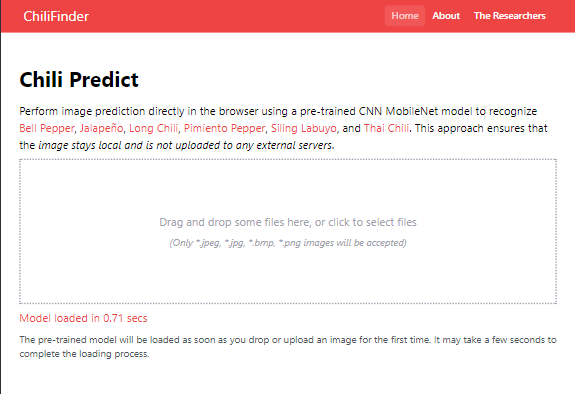 ChiliFinder
Home About The Researchers
Chili Predict
Perform image prediction directly in the browser using a pre-trained CNN MobileNet model to recognize
Bell Pepper, Jalapeño, Long Chili, Pimiento Pepper, Siling Labuyo, and Thai Chili. This approach ensures that
the image stays local and is not uploaded to any external servers.
Drag and drop some files here, or click to select files
(Only *.jpeg, *.jpg, *.bmp, *.png images will be accepted)
Model loaded in 0.71 secs
The pre-trained model will be loaded as soon as you drop or upload an image for the first time. It may take a few seconds to
complete the loading process.